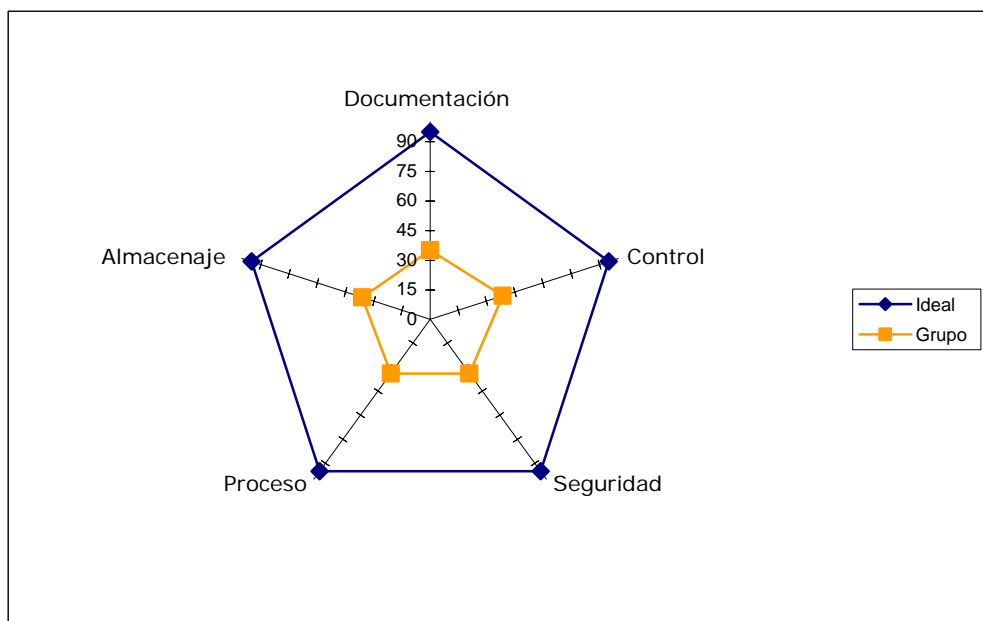 Documentación
90
75
60
45
30
15
0
Almacenaje
Control
Proceso
Seguridad
Ideal
Grupo